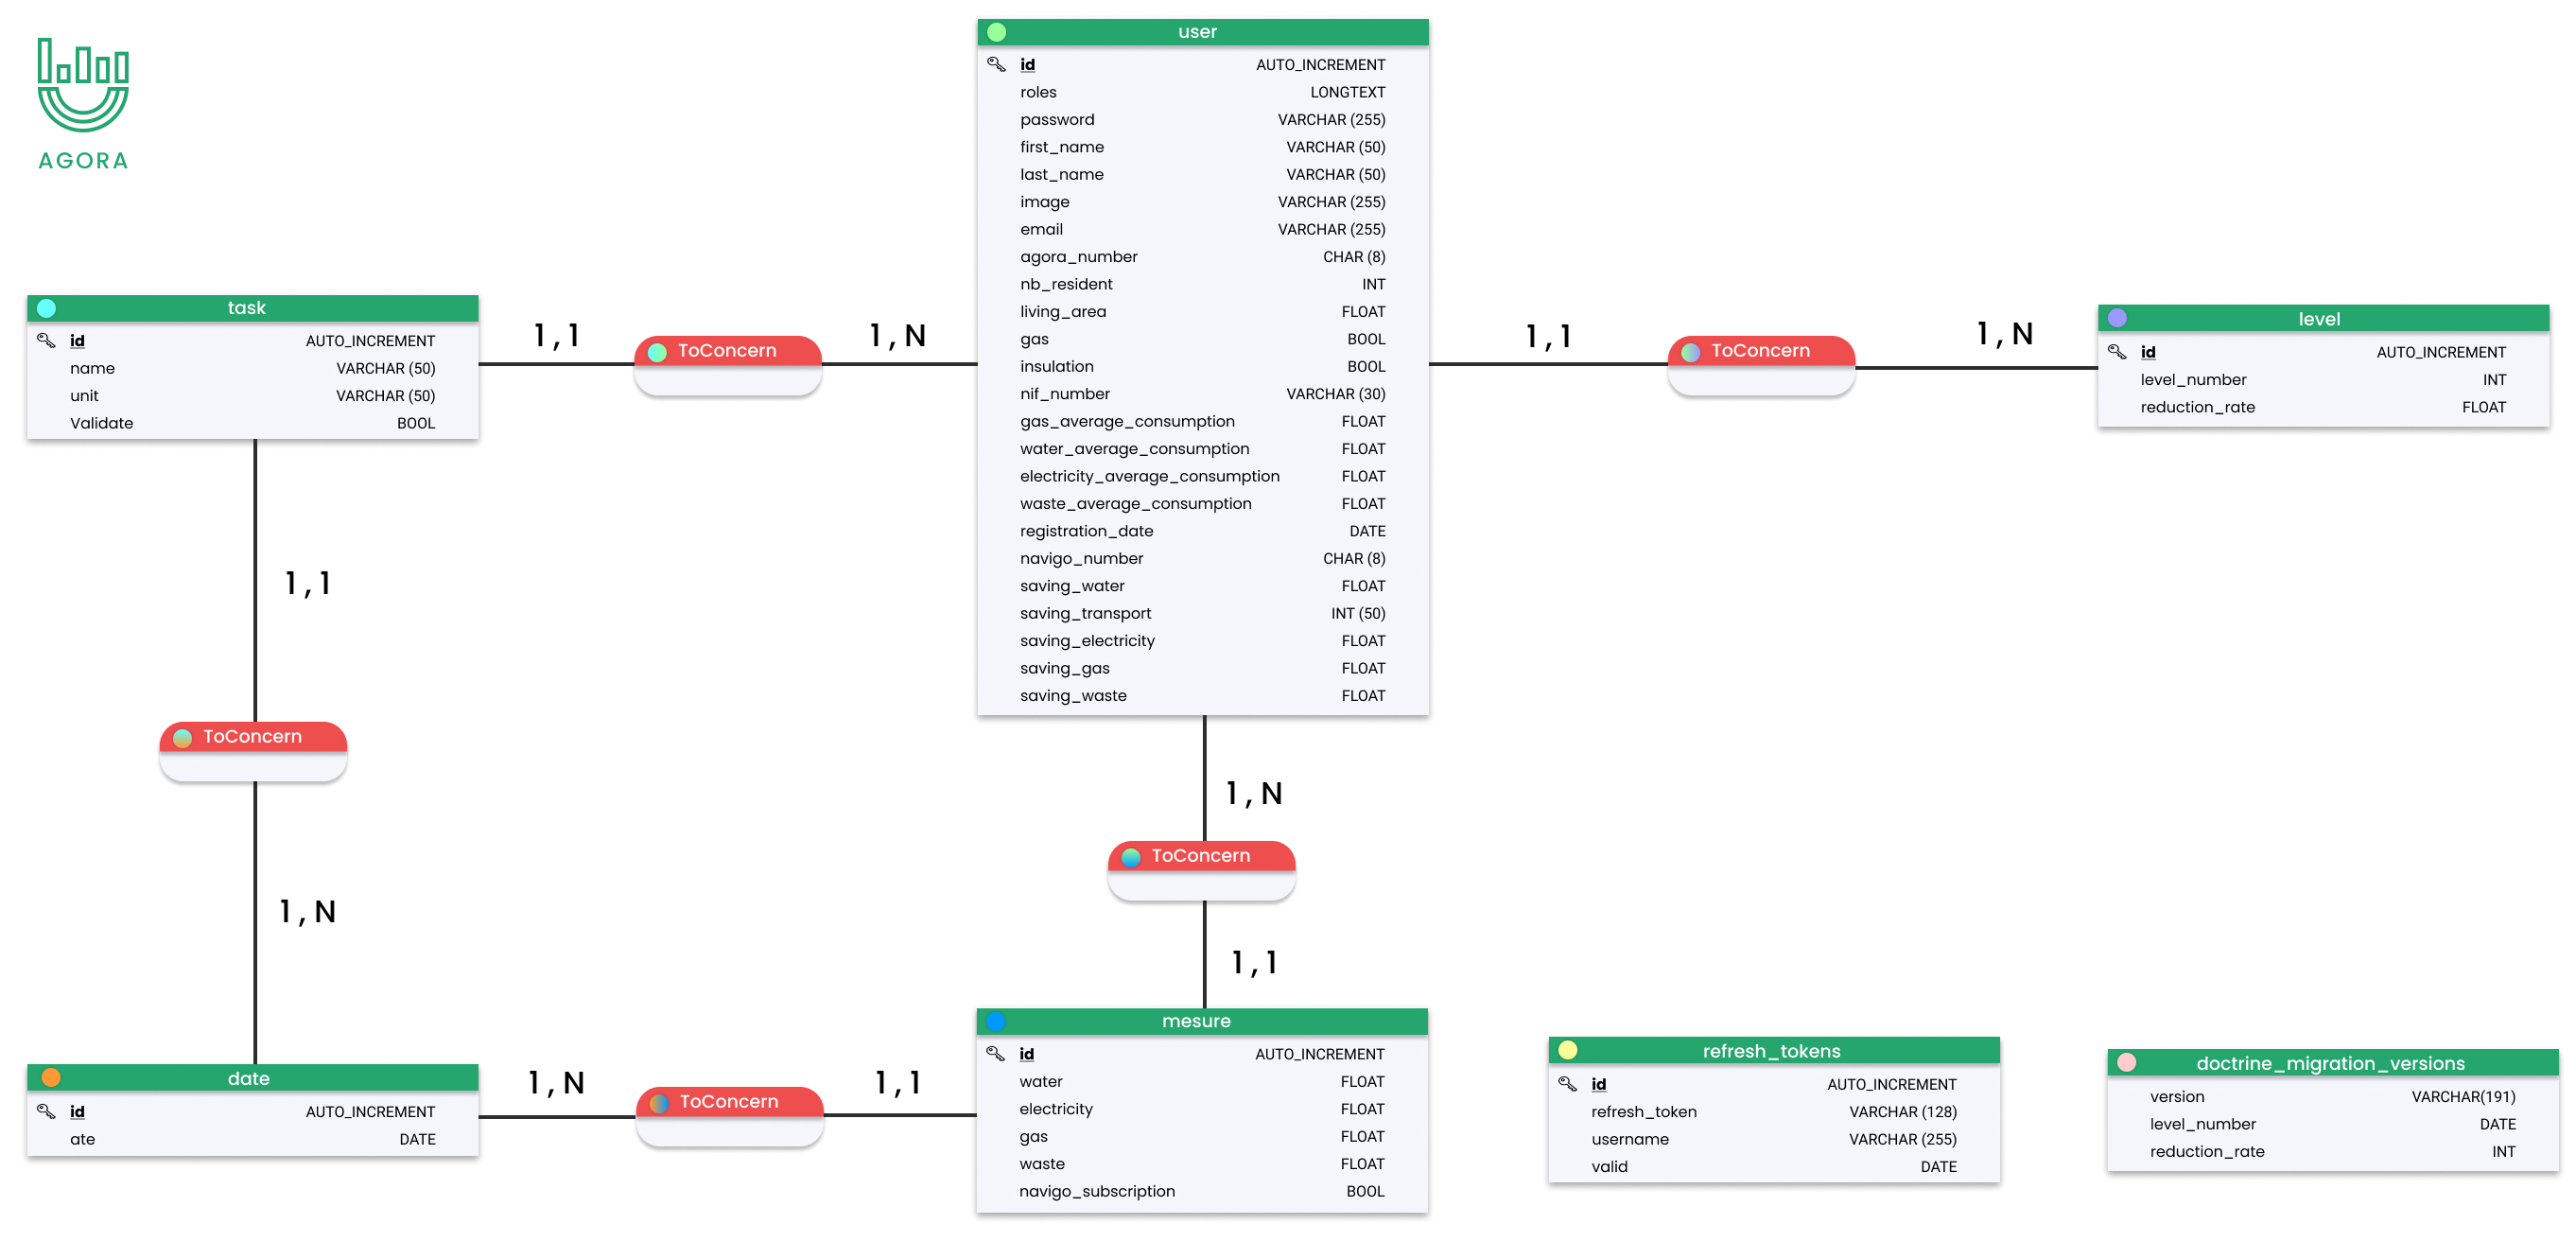 AGORA
user
id AUTO_INCREMENT
roles LONGTEXT
password VARCHAR (255)
first_name VARCHAR (50)
last_name VARCHAR (50)
image VARCHAR (255)
email VARCHAR (255)
agora_number CHAR (8)
nb_resident INT
living_area FLOAT
gas BOOL
insulation BOOL
nif_number VARCHAR (30)
gas_average_consumption FLOAT
water_average_consumption FLOAT
electricity_average_consumption FLOAT
waste_average_consumption FLOAT
registration_date DATE
navigo_number CHAR (8)
saving_water FLOAT
saving_transport INT (50)
saving_electricity FLOAT
saving_gas FLOAT
saving_waste FLOAT
task
id AUTO_INCREMENT
name VARCHAR (50)
unit VARCHAR (50)
Validate BOOL
1,1
ToConcern
1,N
1,1
ToConcern
1,N
level
id AUTO_INCREMENT
level_number INT
reduction_rate FLOAT
1,1
ToConcern
1,N
1,N
ToConcern
1,1
date
id AUTO_INCREMENT
ate DATE
1,N
ToConcern
1,1
mesure
id AUTO_INCREMENT
water FLOAT
electricity FLOAT
gas FLOAT
waste FLOAT
navigo_subscription BOOL
refresh_tokens
id AUTO_INCREMENT
refresh_token VARCHAR (128)
username VARCHAR (255)
valid DATE
doctrine_migration_versions
version VARCHAR(191)
level_number DATE
reduction_rate INT